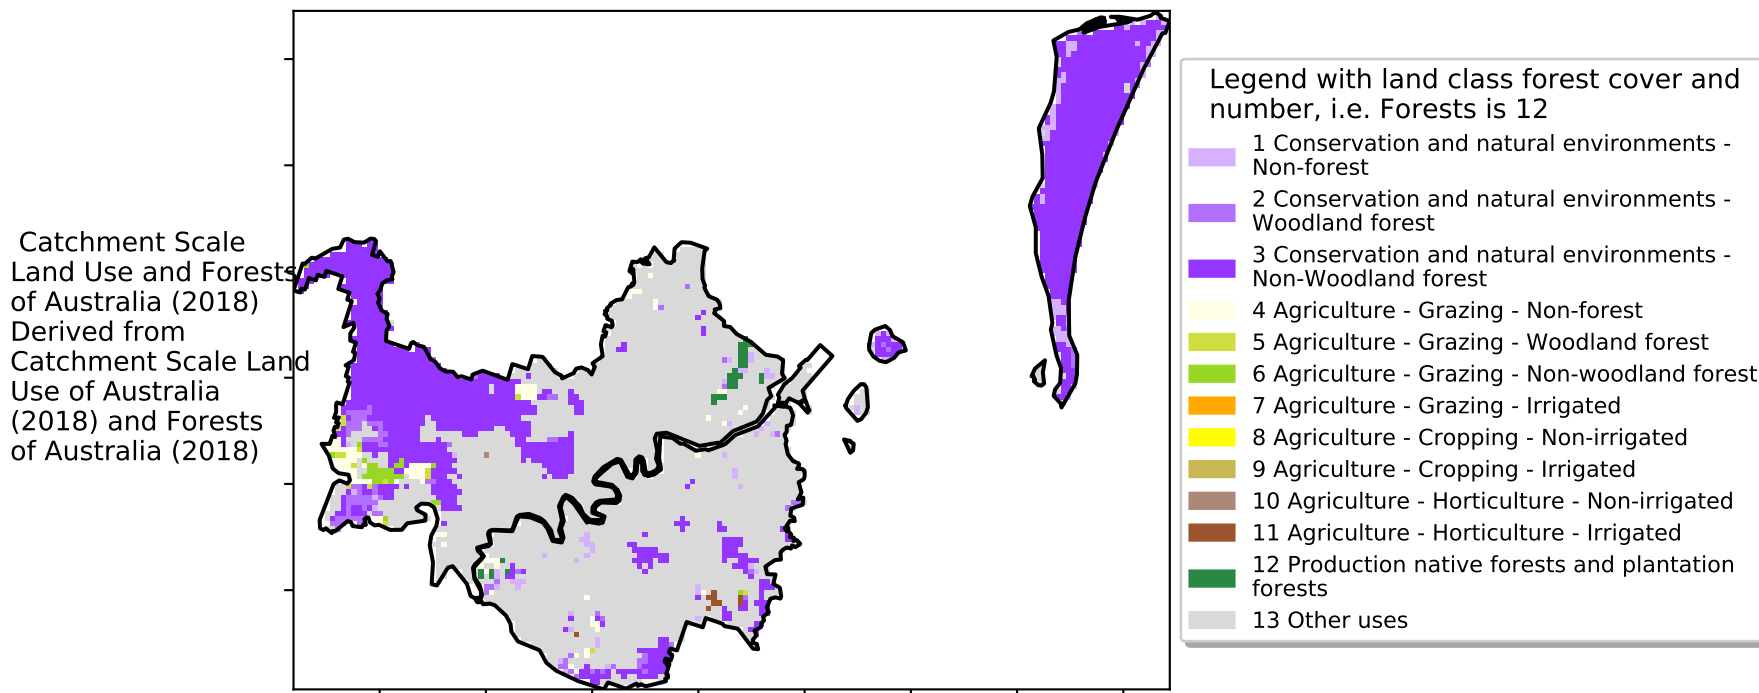 Catchment Scale
Land Use and Forests
of Australia (2018)
Derived from
Catchment Scale Land
Use of Australia
(2018) and Forests
of Australia (2018)
Legend with land class forest cover and
number, i.e. Forests is 12
1 Conservation and natural environments -
Non-forest
2 Conservation and natural environments -
Woodland forest
3 Conservation and natural environments -
Non-Woodland forest
4 Agriculture - Grazing - Non-forest
5 Agriculture - Grazing - Woodland forest
6 Agriculture - Grazing - Non-woodland forest
7 Agriculture - Grazing - Irrigated
8 Agriculture - Cropping - Non-irrigated
9 Agriculture - Cropping - Irrigated
10 Agriculture - Horticulture - Non-irrigated
11 Agriculture - Horticulture - Irrigated
12 Production native forests and plantation
forests
13 Other uses